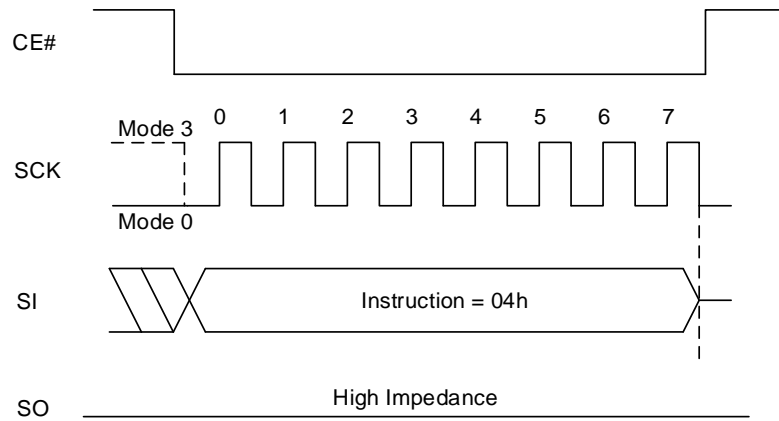 CE#
Mode 3
0 1 2 3 4 5 6 7
SCK
Mode 0
SI
Instruction = 04h
High Impedance
SO